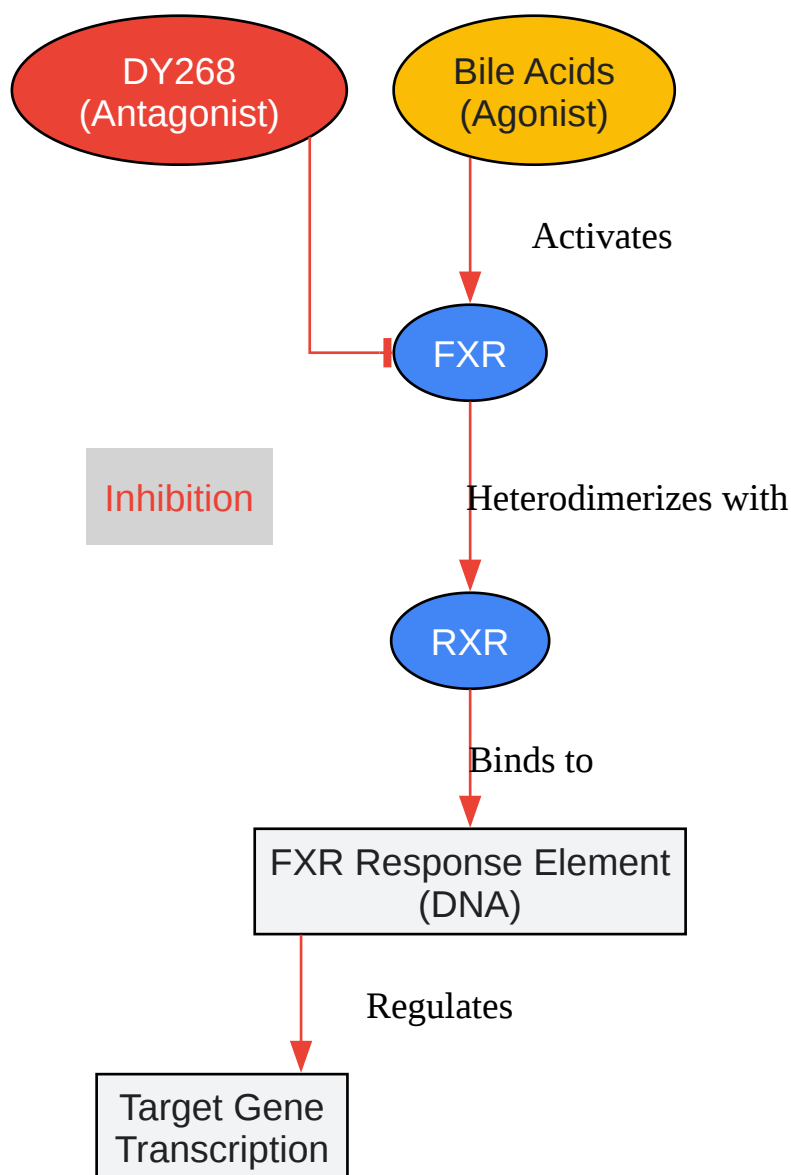 DY268
(Antagonist)
Bile Acids
(Agonist)
Activates
FXR
Inhibition
Heterodimerizes with
RXR
Binds to
FXR Response Element
(DNA)
Regulates
Target Gene
Transcription